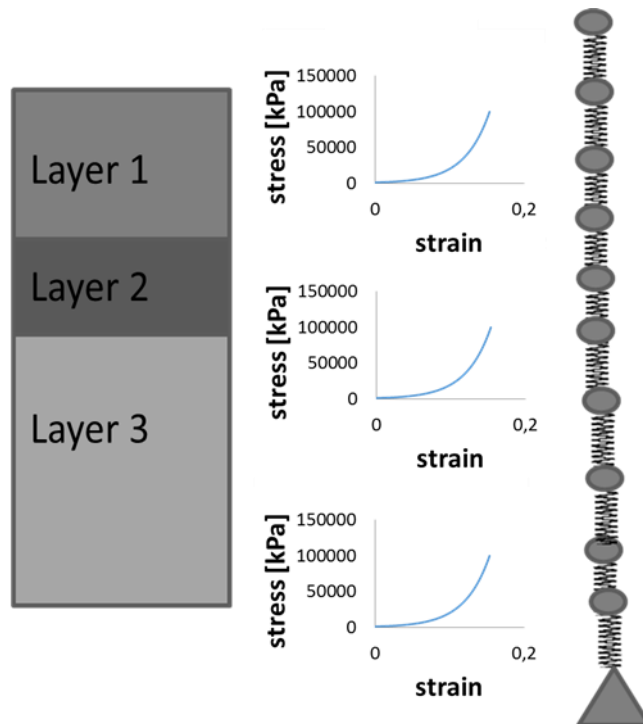 Layer 1
Layer 2
Layer 3
stress [kPa]
150000
100000
50000
0
0
0,2
strain
stress [kPa]
150000
100000
50000
0
0
0,2
strain
stress [kPa]
150000
100000
50000
0
0
0,2
strain